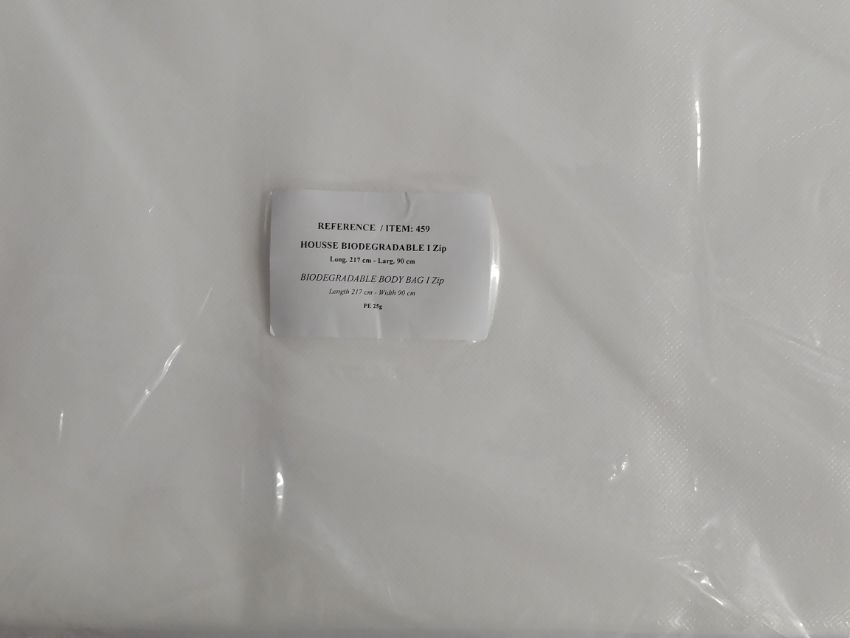 REFERENCE / ITEM: 459
HOUSSE BIODEGRADABLE I Zip
Long. 217 cm - Larg. 90 cm
BIODEGRADABLE BODY BAG I Zip
Length 217 cm - Width 90 cm
PE 25g